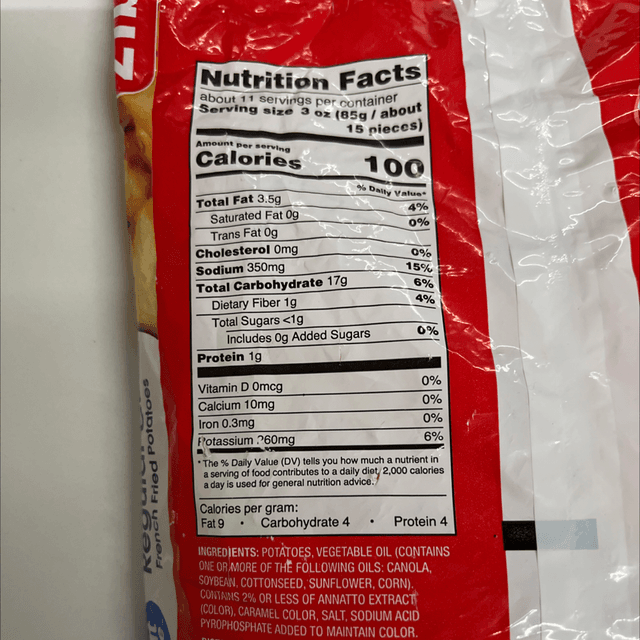 Nutrition Facts
about 11 servings per container
Serving size 3 oz (85g / about
15 pieces)
Amount per serving
Calories 100
% Daily Value*
Total Fat 3.5g 4%
Saturated Fat 0g 0%
Trans Fat 0g
Cholesterol 0mg 0%
Sodium 350mg 15%
Total Carbohydrate 17g 6%
Dietary Fiber 1g 4%
Total Sugars <1g
Includes 0g Added Sugars 0%
Protein 1g
Vitamin D 0mcg 0%
Calcium 10mg 0%
Iron 0.3mg 0%
Potassium 260mg 6%
* The % Daily Value (DV) tells you how much a nutrient in
a serving of food contributes to a daily diet. 2,000 calories
a day is used for general nutrition advice.
Calories per gram:
Fat 9 • Carbohydrate 4 • Protein 4
INGREDIENTS: POTATOES, VEGETABLE OIL (CONTAINS
ONE OR MORE OF THE FOLLOWING OILS: CANOLA,
SOYBEAN, COTTONSEED, SUNFLOWER, CORN).
CONTAINS 2% OR LESS OF ANNATTO EXTRACT
(COLOR), CARAMEL COLOR, SALT, SODIUM ACID
PYROPHOSPHATE ADDED TO MAINTAIN COLOR.
French Fried Potatoes